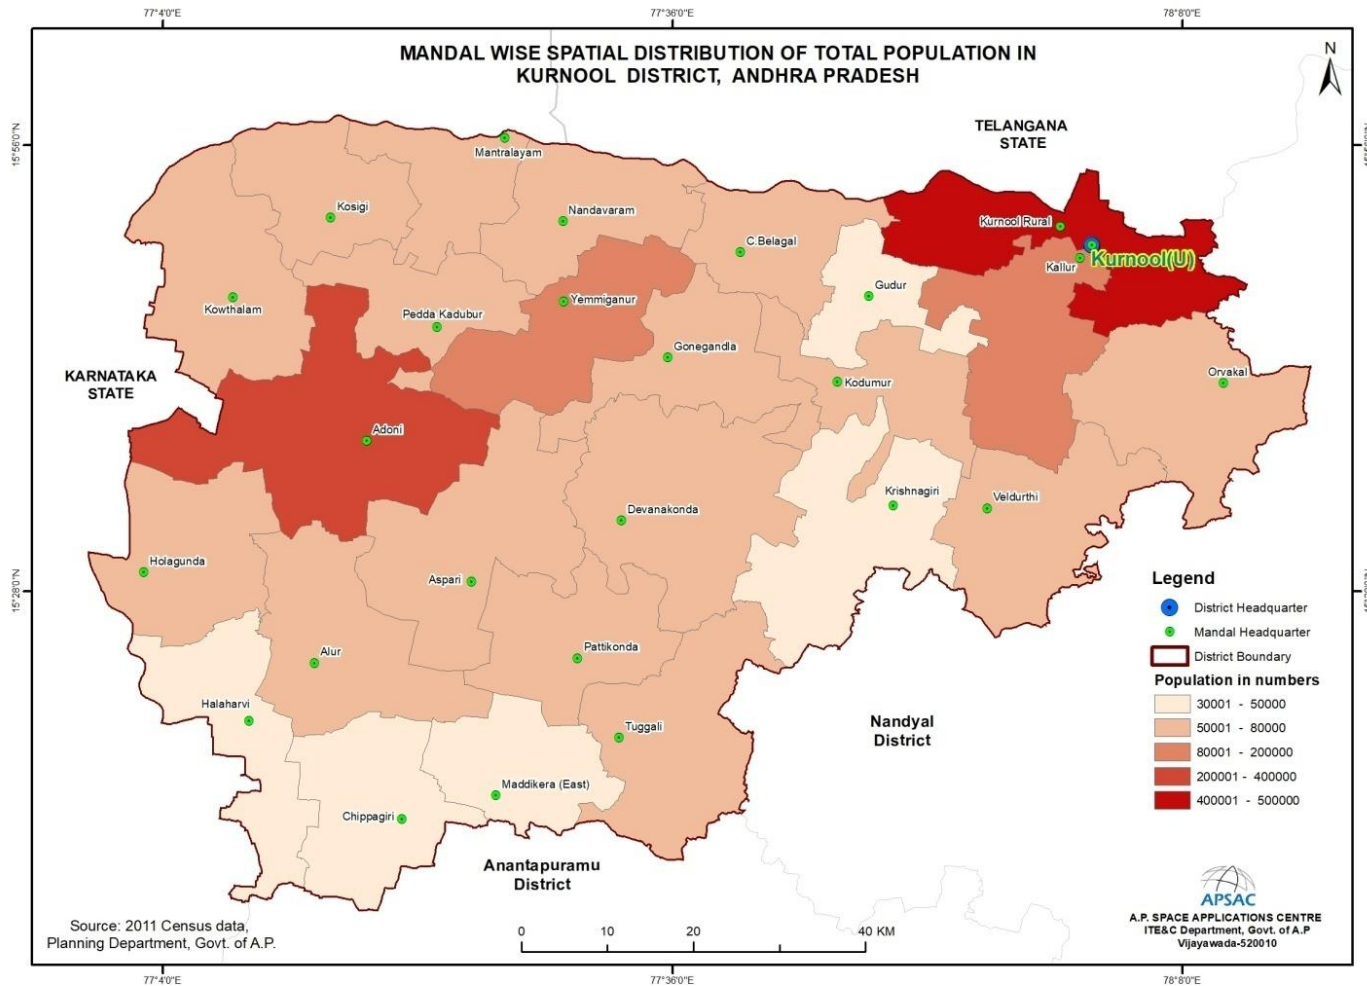 77°4'0"E
77°36'0"E
78°8'0"E
MANDAL WISE SPATIAL DISTRIBUTION OF TOTAL POPULATION IN
KURNOOL DISTRICT, ANDHRA PRADESH
N
15°56'0"N
TELANGANA
STATE
Mantralayam
Kosigi
Nandavaram
Kurnool Rural
C.Belagal
Kurnool(U)
Kallur
Gudur
Kowthalam
Yemmiganur
Pedda Kadubur
Gonegandla
KARNATAKA
STATE
Kodumur
Orvakal
Adoni
Krishnagiri
Veldurthi
Devanakonda
Holagunda
Aspari
15°28'0"N
Alur
Pattikonda
Halaharvi
Tuggali
Nandyal
District
Maddikera (East)
Chippagiri
Anantapuramu
District
Legend
District Headquarter
Mandal Headquarter
District Boundary
Population in numbers
30001 - 50000
50001 - 80000
80001 - 200000
200001 - 400000
400001 - 500000
APSAC
A.P. SPACE APPLICATIONS CENTRE
ITE&C Department, Govt. of A.P
Vijayawada-520010
Source: 2011 Census data,
Planning Department, Govt. of A.P.
0 10 20 40 KM
77°4'0"E
77°36'0"E
78°8'0"E